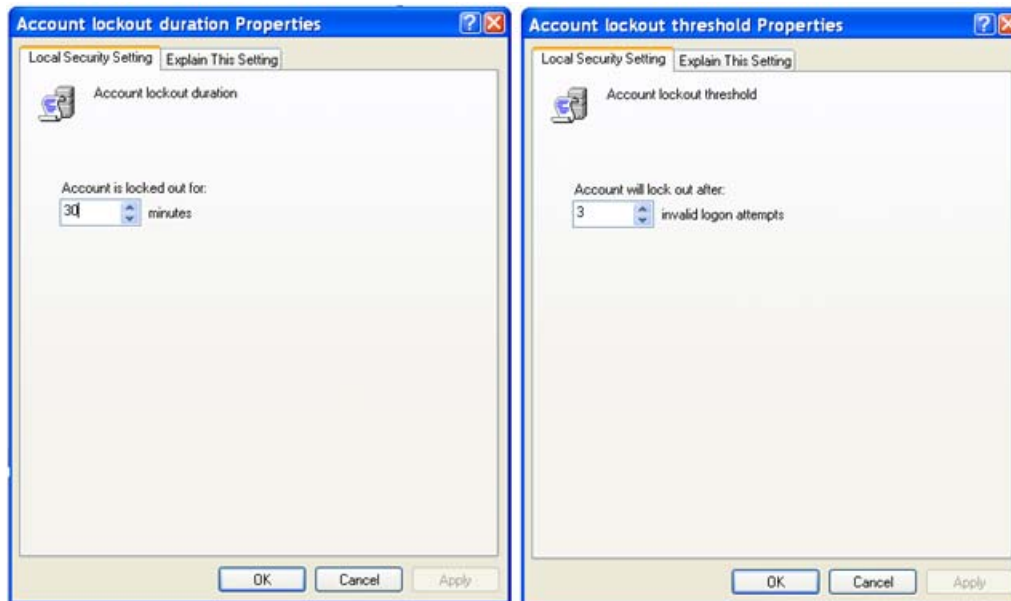 Account lockout duration Properties
Local Security Setting
Explain This Setting
Account lockout duration
Account is locked out for:
30
minutes
OK
Cancel
Apply
Account lockout threshold Properties
Local Security Setting
Explain This Setting
Account lockout threshold
Account will lock out after:
3
invalid logon attempts
OK
Cancel
Apply